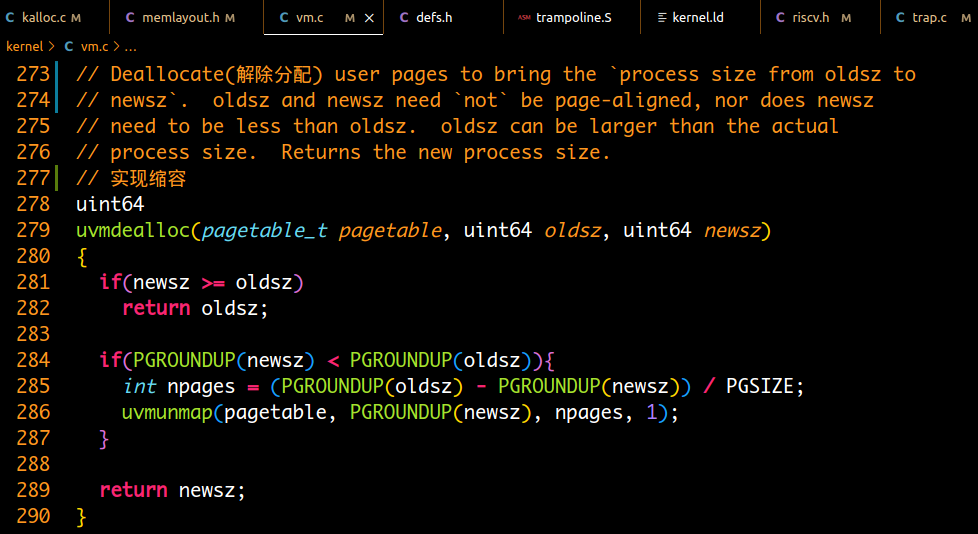 kalloc.c M memlayout.h M vm.c M × defs.h ASM trampoline.S kernel.ld riscv.h M trap.c M
kernel > vm.c > ...
273 // Deallocate(解除分配) user pages to bring the `process size from oldsz to
274 // newsz`.  oldsz and newsz need `not` be page-aligned, nor does newsz
275 // need to be less than oldsz.  oldsz can be larger than the actual
276 // process size.  Returns the new process size.
277 // 实现缩容
278 uint64
279 uvmdealloc(pagetable_t pagetable, uint64 oldsz, uint64 newsz)
280 {
281   if(newsz >= oldsz)
282     return oldsz;
283
284   if(PGROUNDUP(newsz) < PGROUNDUP(oldsz)){
285     int npages = (PGROUNDUP(oldsz) - PGROUNDUP(newsz)) / PGSIZE;
286     uvmunmap(pagetable, PGROUNDUP(newsz), npages, 1);
287   }
288
289   return newsz;
290 }